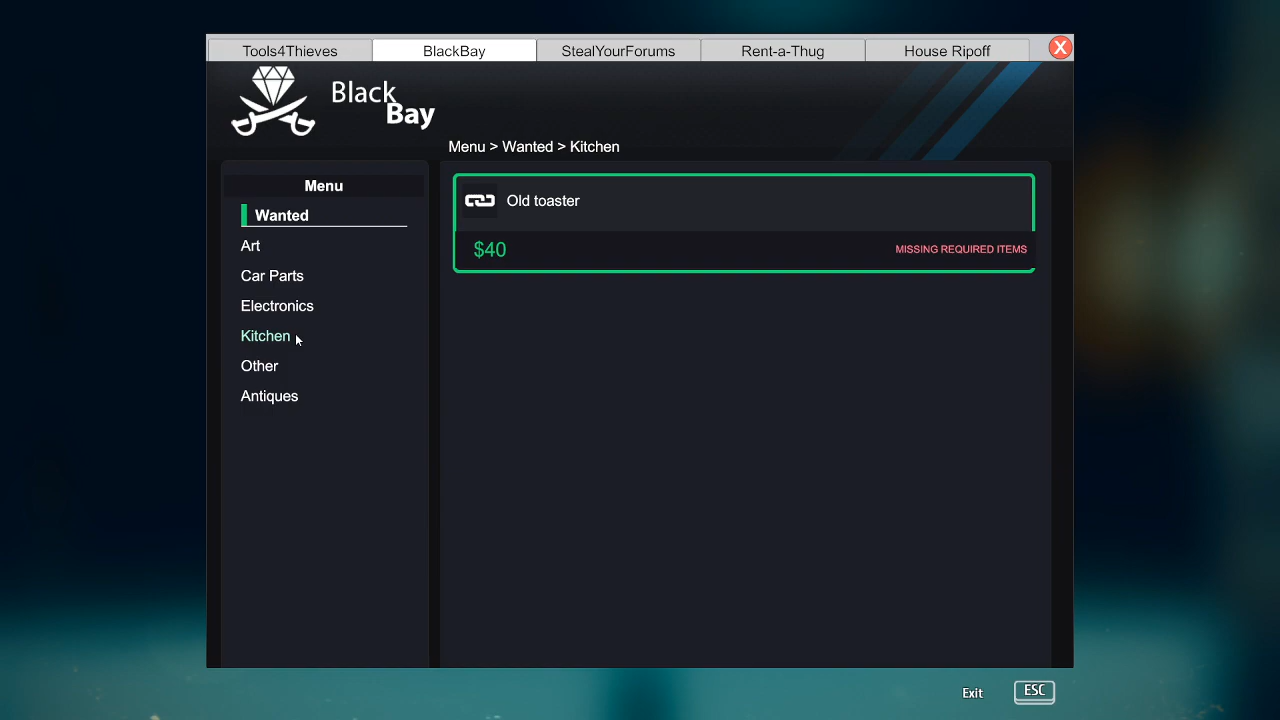 Tools4Thieves
BlackBay
StealYourForums
Rent-a-Thug
House Ripoff
X
Black
Bay
Menu > Wanted > Kitchen
Menu
Wanted
Art
Car Parts
Electronics
Kitchen
Other
Antiques
Old toaster
$40
MISSING REQUIRED ITEMS
Exit
ESC